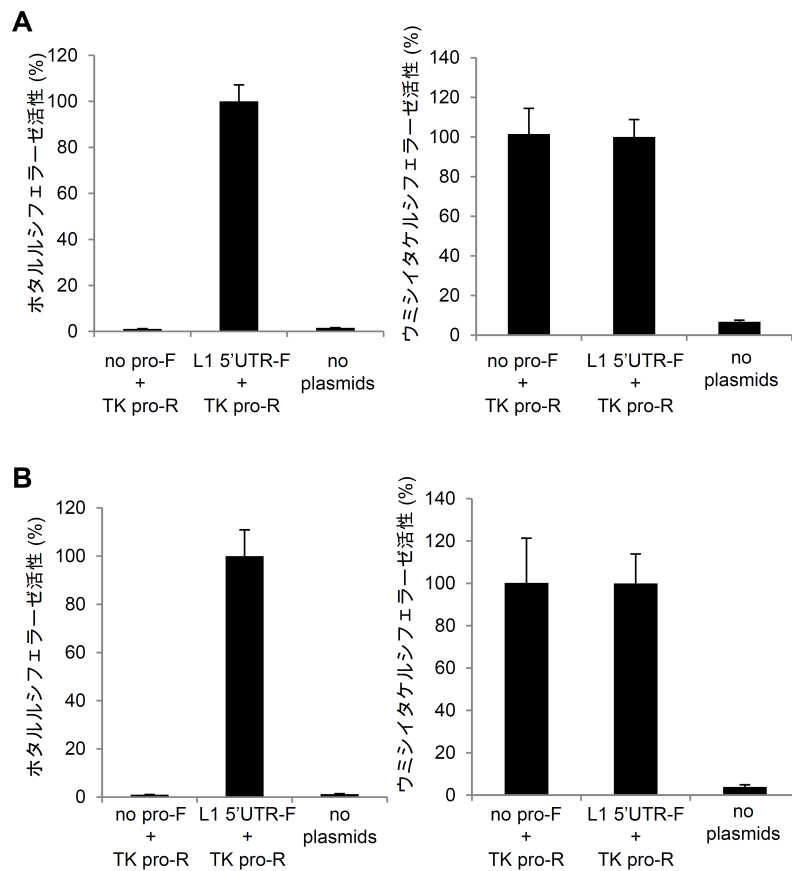 A
ホタルルシフェラーゼ活性 (%)
120
100
80
60
40
20
0
no pro-F
+
TK pro-R
L1 5’UTR-F
+
TK pro-R
no
plasmids
ウミシイタケルシフェラーゼ活性 (%)
140
120
100
80
60
40
20
0
no pro-F
+
TK pro-R
L1 5’UTR-F
+
TK pro-R
no
plasmids
B
ホタルルシフェラーゼ活性 (%)
120
100
80
60
40
20
0
no pro-F
+
TK pro-R
L1 5’UTR-F
+
TK pro-R
no
plasmids
ウミシイタケルシフェラーゼ活性 (%)
140
120
100
80
60
40
20
0
no pro-F
+
TK pro-R
L1 5’UTR-F
+
TK pro-R
no
plasmids